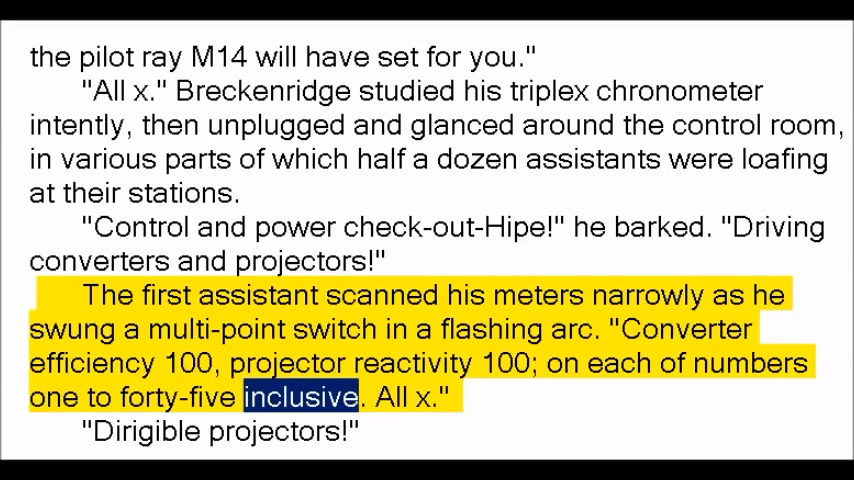 the pilot ray M14 will have set for you."
"All x." Breckenridge studied his triplex chronometer
intently, then unplugged and glanced around the control room,
in various parts of which half a dozen assistants were loafing
at their stations.
"Control and power check-out-Hipe!" he barked. "Driving
converters and projectors!"
The first assistant scanned his meters narrowly as he
swung a multi-point switch in a flashing arc. "Converter
efficiency 100, projector reactivity 100; on each of numbers
one to forty-five inclusive. All x."
"Dirigible projectors!"